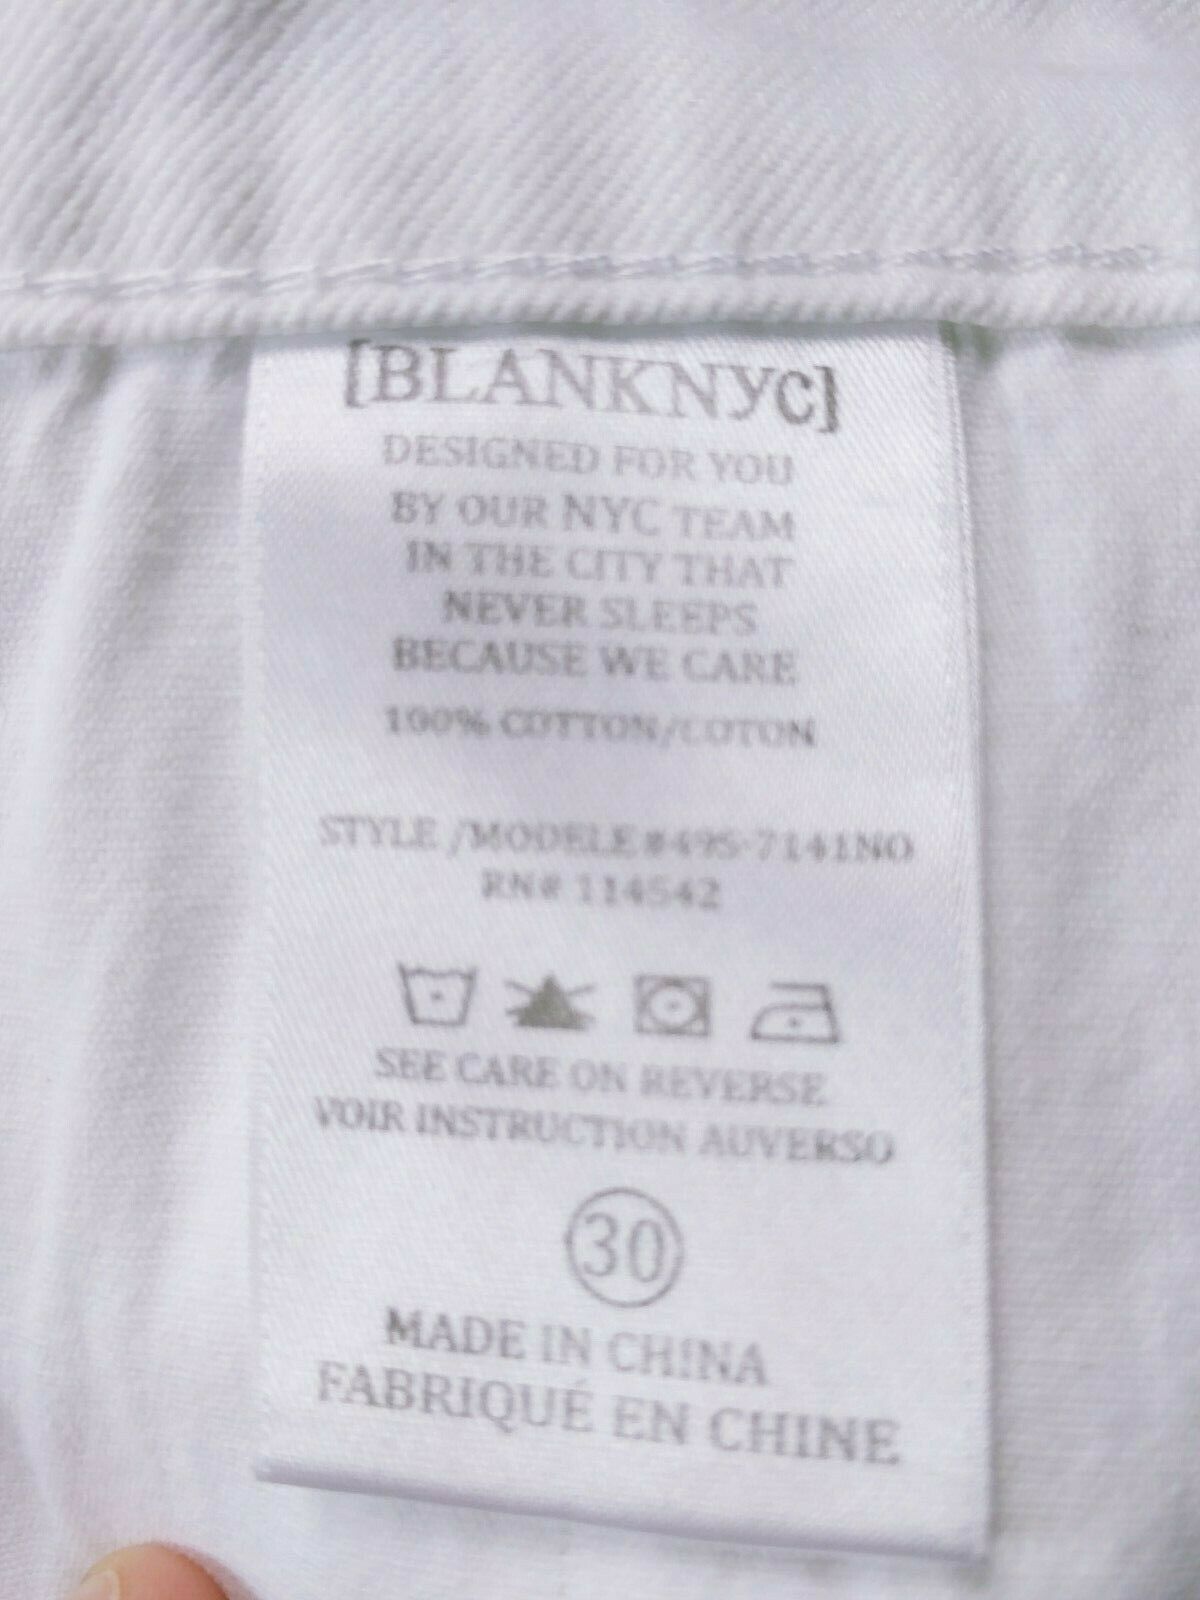 [BLANKNYC]
DESIGNED FOR YOU
BY OUR NYC TEAM
IN THE CITY THAT
NEVER SLEEPS
BECAUSE WE CARE
100% COTTON/COTON
STYLE /MODELE #495-7141NO
RN# 114542
SEE CARE ON REVERSE
VOIR INSTRUCTION AUVERSO
30
MADE IN CHINA
FABRIQUÉ EN CHINE